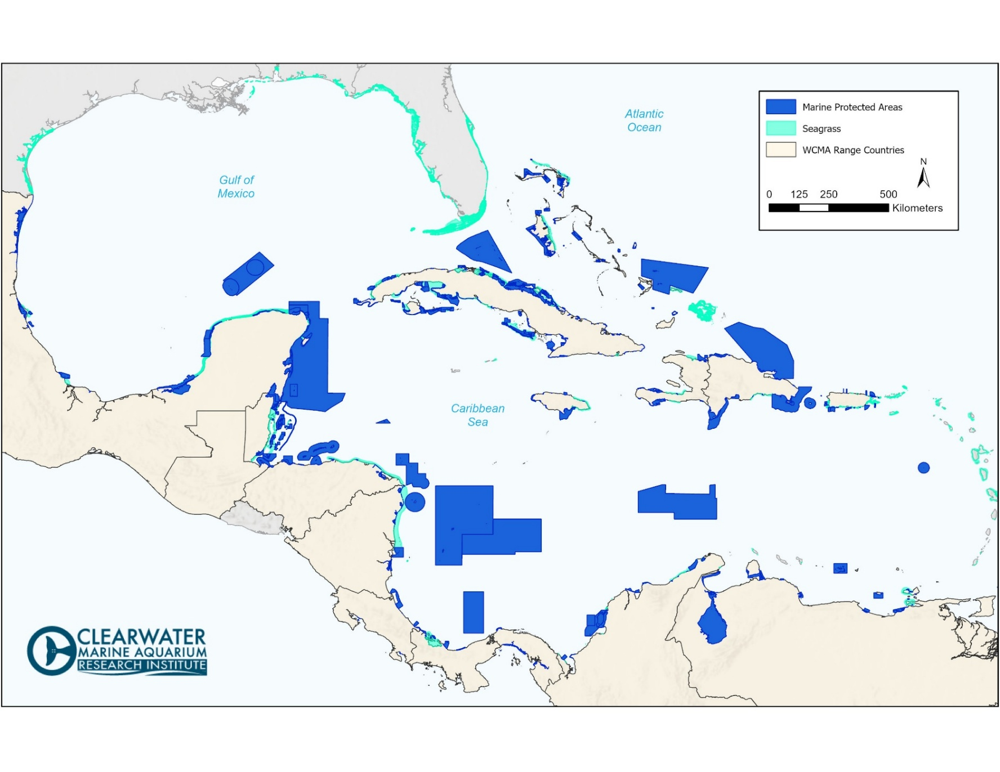 Atlantic
Ocean
Marine Protected Areas
Seagrass
WCMA Range Countries
N
0 125 250 500
Kilometers
Gulf of
Mexico
Caribbean
Sea
CLEARWATER
MARINE AQUARIUM
RESEARCH INSTITUTE